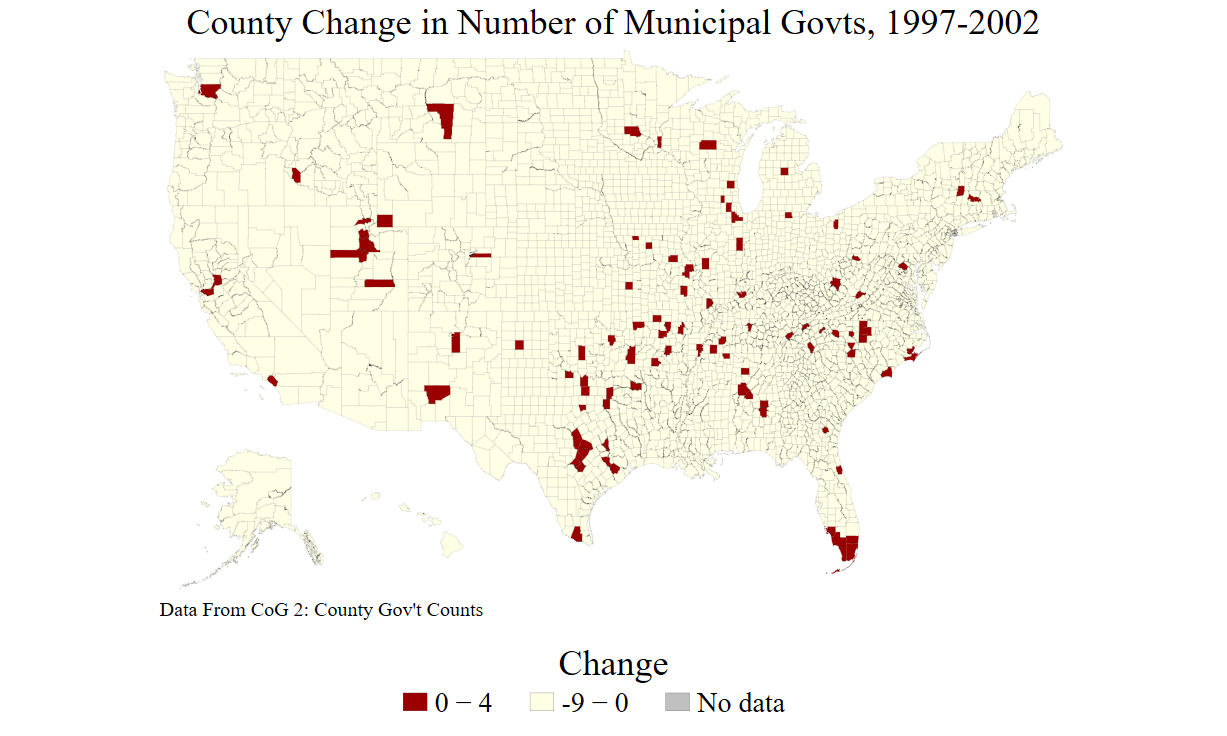 County Change in Number of Municipal Govts, 1997-2002
Data From CoG 2: County Gov't Counts
Change
0 − 4 -9 − 0 No data